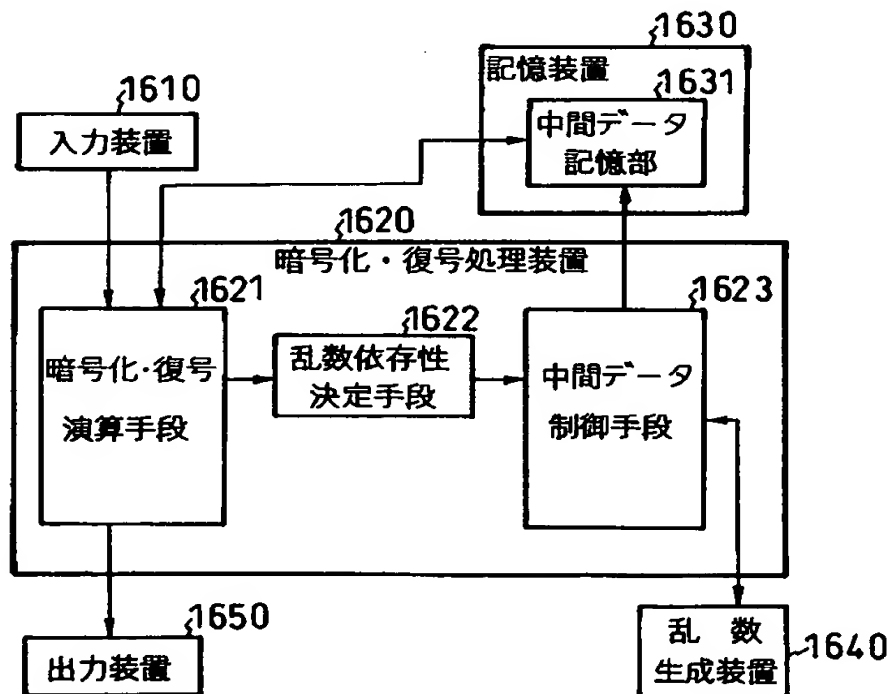 1630
記憶装置
1631
中間データ
記憶部
1610
入力装置
1620
暗号化・復号処理装置
1621
暗号化・復号
演算手段
1622
乱数依存性
決定手段
1623
中間データ
制御手段
1650
出力装置
乱 数
生成装置
1640